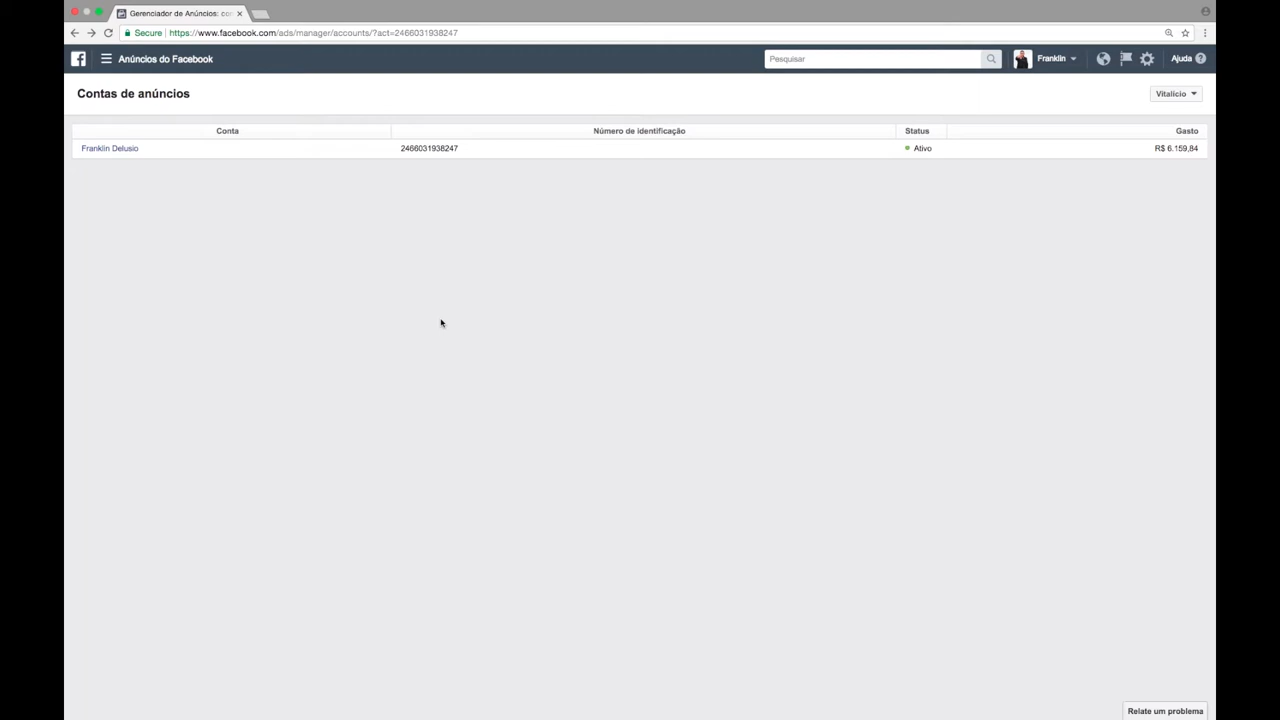 Gerenciador de Anúncios: co
Secure https://www.facebook.com/ads/manager/accounts/?act=2466031938247
Anúncios do Facebook Pesquisar Franklin Ajuda ?
Contas de anúncios Vitalício
Conta Número de identificação Status Gasto
Franklin Delusio 2466031938247 Ativo R$ 6.159,84
Relate um problema